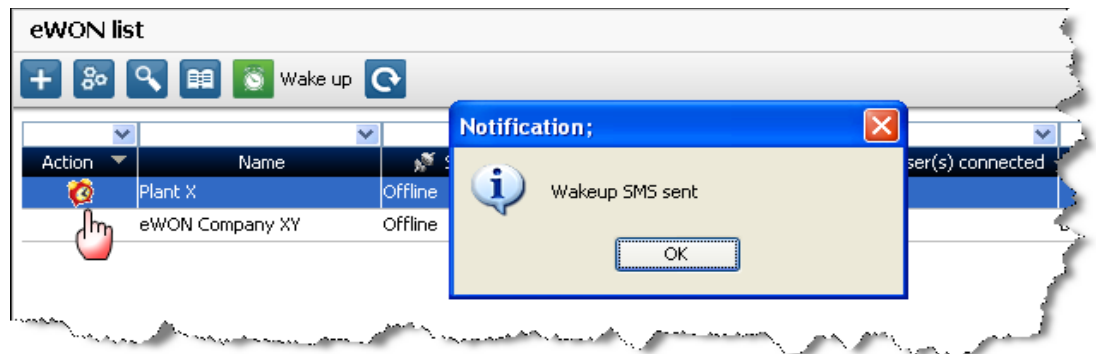 eWON list
Wake up
Notification;
Action Name ser(s) connected
Plant X Offline
Wakeup SMS sent
eWON Company XY Offline
OK